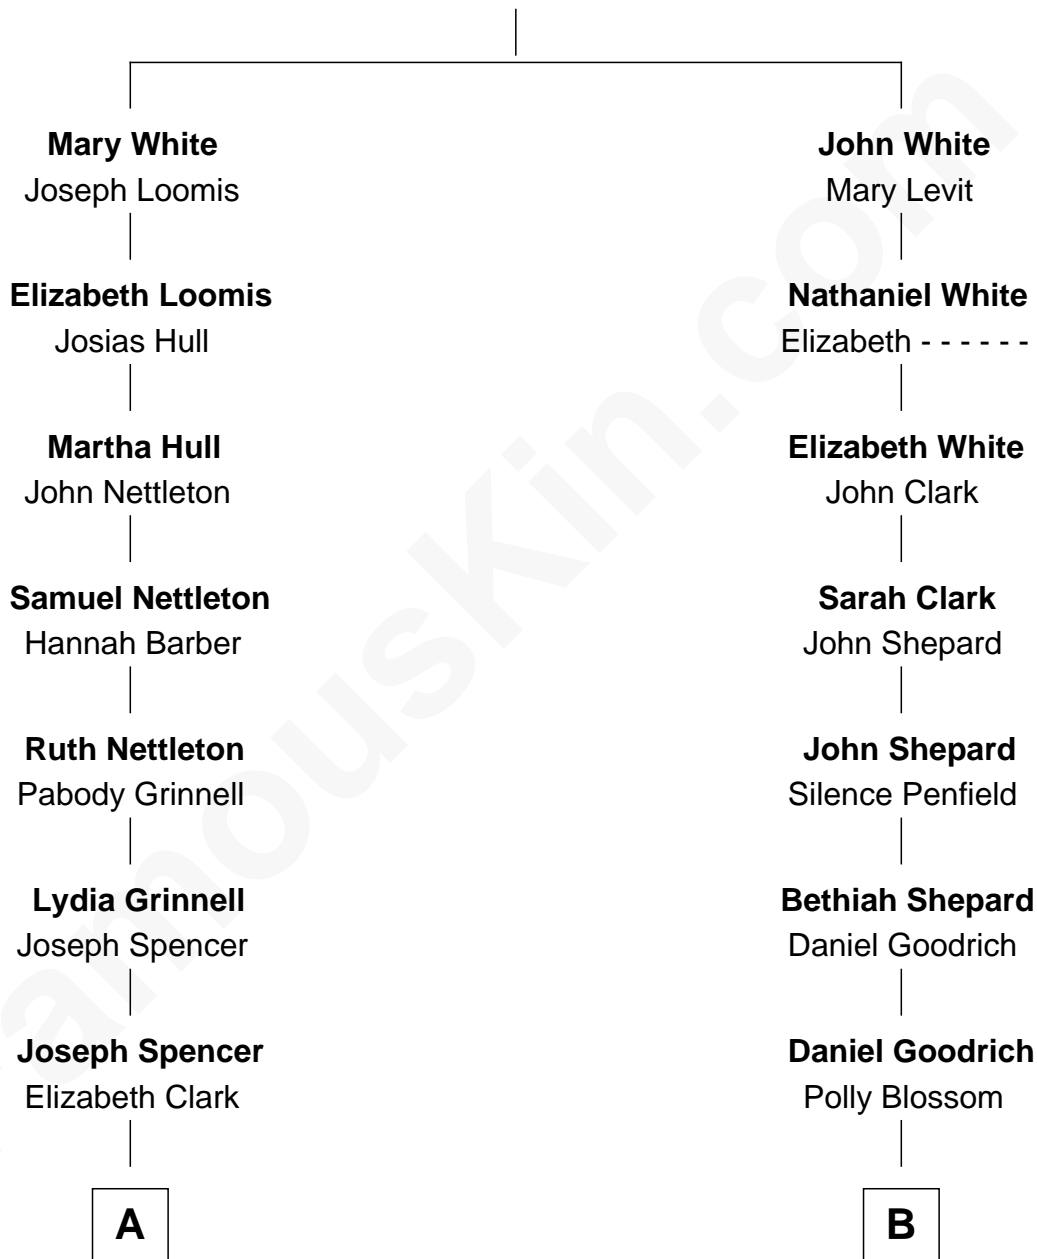 Mary White
Joseph Loomis
John White
Mary Levit
Elizabeth Loomis
Josias Hull
Nathaniel White
Elizabeth - - - - - -
Martha Hull
John Nettleton
Elizabeth White
John Clark
Samuel Nettleton
Hannah Barber
Sarah Clark
John Shepard
Ruth Nettleton
Pabody Grinnell
John Shepard
Silence Penfield
Lydia Grinnell
Joseph Spencer
Bethiah Shepard
Daniel Goodrich
Joseph Spencer
Elizabeth Clark
Daniel Goodrich
Polly Blossom
A
B
amouskin.com